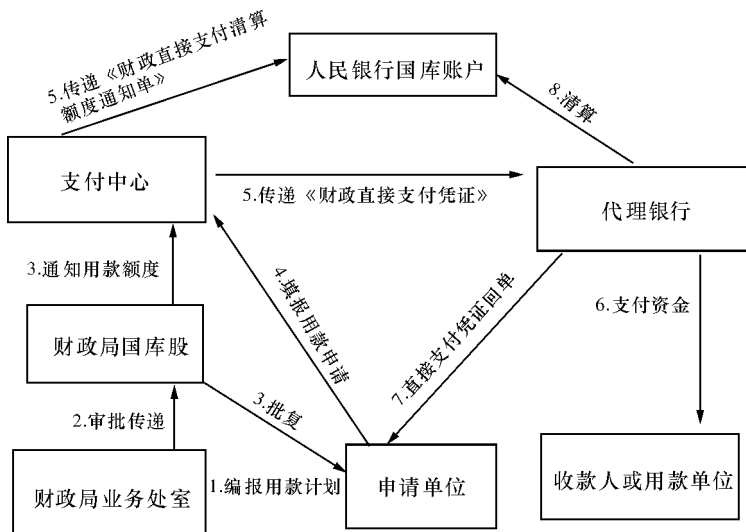 5.传递《财政直接支付清算
额度通知单》
人民银行国库账户
8.清算
支付中心
5.传递《财政直接支付凭证》
代理银行
3.通知用款额度
4.填报用款申请
7.直接支付凭证回单
6.支付资金
财政局国库股
2.审批传递
3.批复
财政局业务处室
1.编报用款计划
申请单位
收款人或用款单位